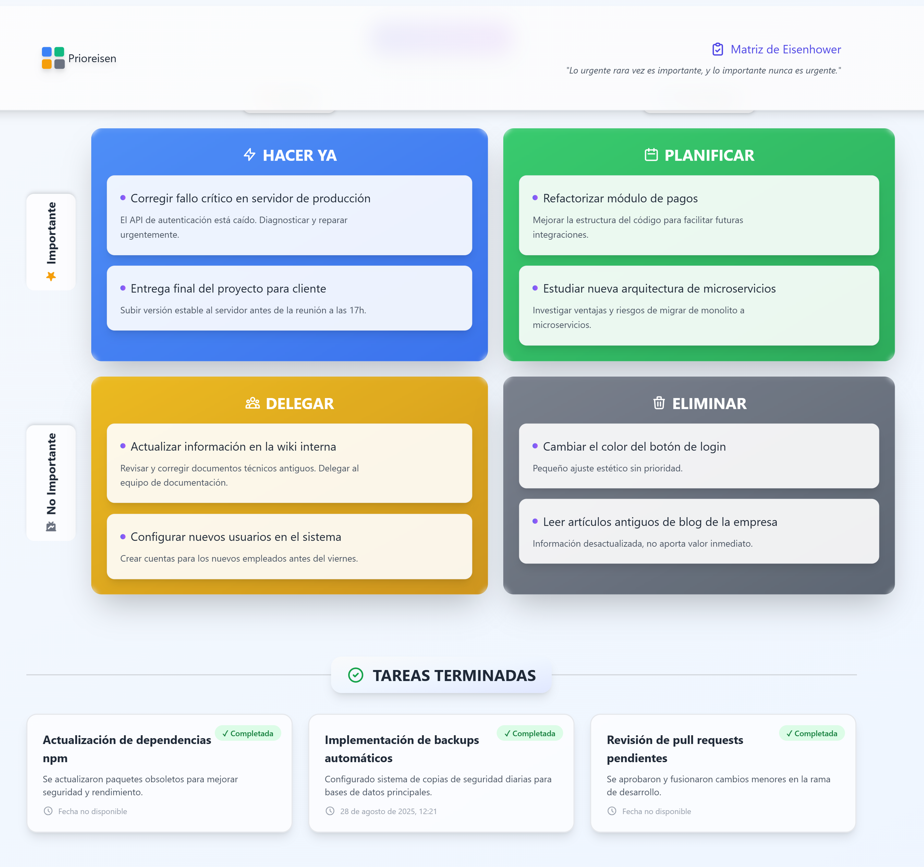 Prioreisen
Matriz de Eisenhower
"Lo urgente rara vez es importante, y lo importante nunca es urgente."
Importante
HACER YA
Corregir fallo crítico en servidor de producción
El API de autenticación está caído. Diagnosticar y reparar
urgentemente.
Entrega final del proyecto para cliente
Subir versión estable al servidor antes de la reunión a las 17h.
PLANIFICAR
Refactorizar módulo de pagos
Mejorar la estructura del código para facilitar futuras
integraciones.
Estudiar nueva arquitectura de microservicios
Investigar ventajas y riesgos de migrar de monolito a
microservicios.
No Importante
DELEGAR
Actualizar información en la wiki interna
Revisar y corregir documentos técnicos antiguos. Delegar al
equipo de documentación.
Configurar nuevos usuarios en el sistema
Crear cuentas para los nuevos empleados antes del viernes.
ELIMINAR
Cambiar el color del botón de login
Pequeño ajuste estético sin prioridad.
Leer artículos antiguos de blog de la empresa
Información desactualizada, no aporta valor inmediato.
TAREAS TERMINADAS
Actualización de dependencias
npm
✓ Completada
Se actualizaron paquetes obsoletos para mejorar
seguridad y rendimiento.
Fecha no disponible
Implementación de backups
automáticos
✓ Completada
Configurado sistema de copias de seguridad diarias para
bases de datos principales.
28 de agosto de 2025, 12:21
Revisión de pull requests
pendientes
✓ Completada
Se aprobaron y fusionaron cambios menores en la rama
de desarrollo.
Fecha no disponible